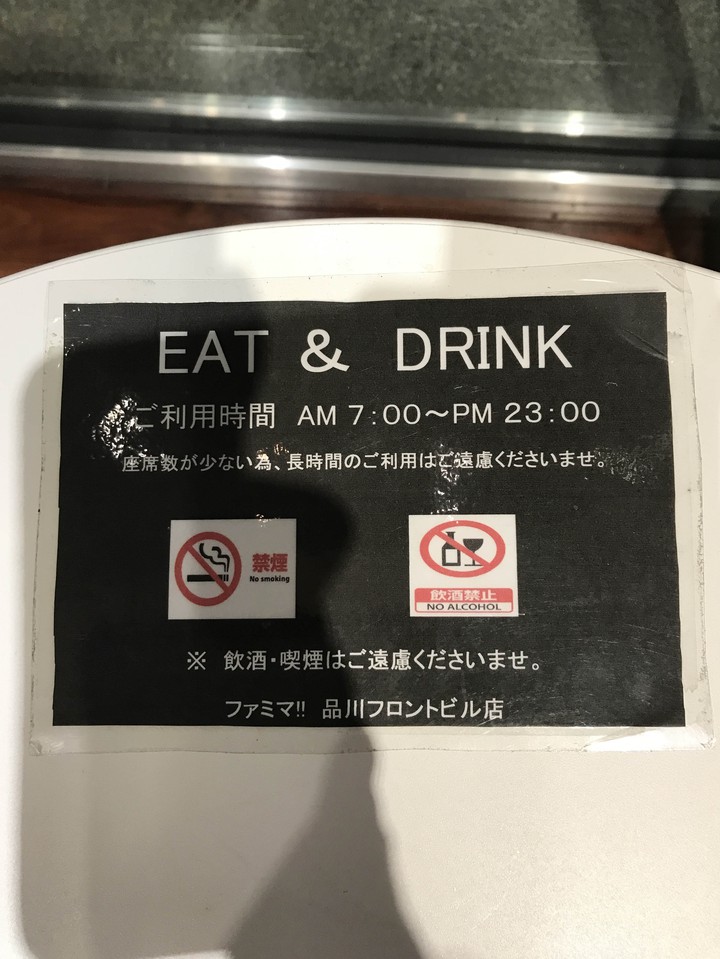 EAT & DRINK
ご利用時間 AM 7:00～PM 23:00
座席数が少ない為、長時間のご利用はご遠慮くださいませ。
禁煙
No smoking
飲酒禁止
NO ALCOHOL
※ 飲酒・喫煙はご遠慮くださいませ。
ファミマ!! 品川フロントビル店